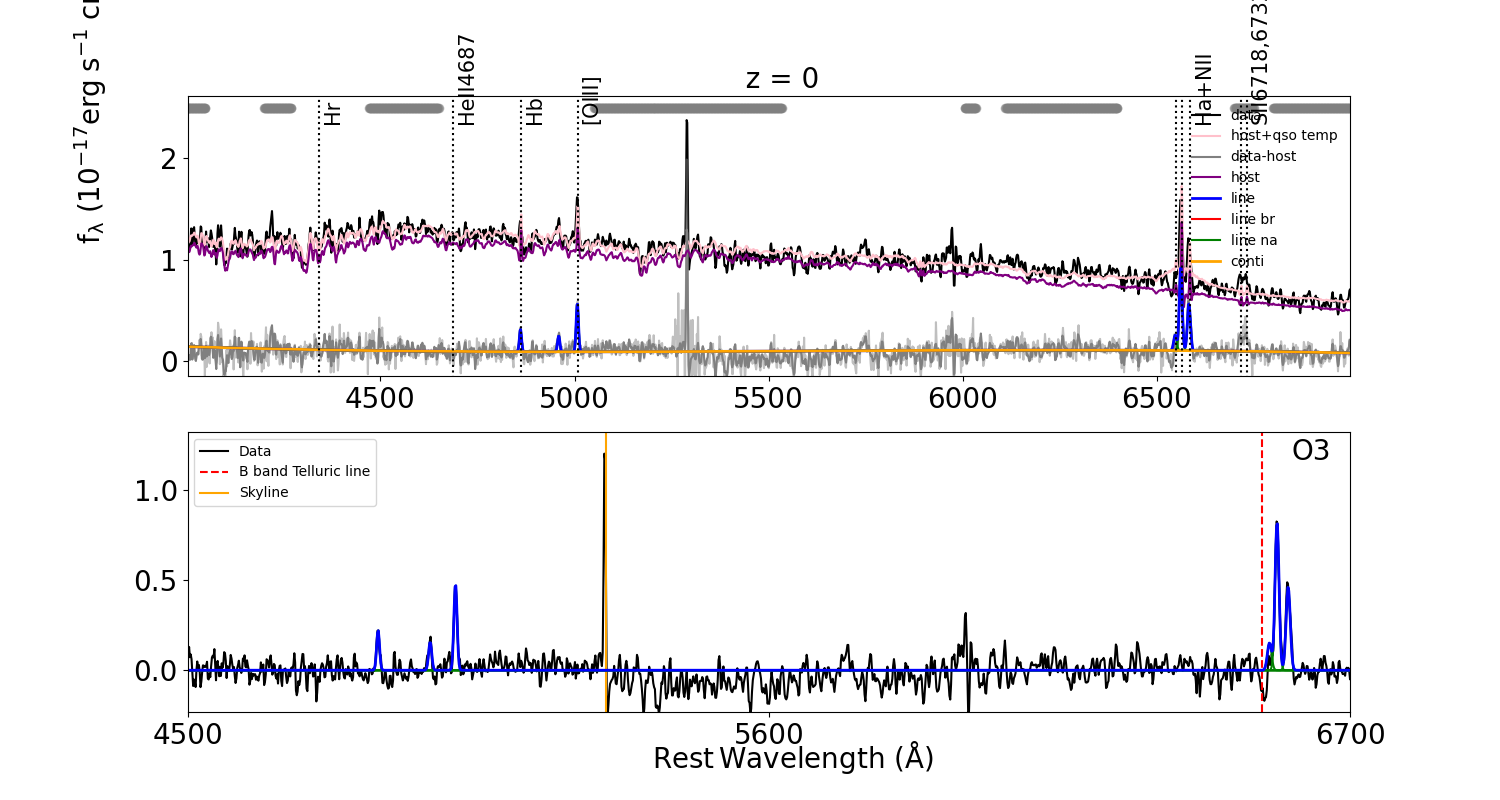 z = 0
f_λ (10^−17 erg s^−1
Hr
HeII4687
Hb
[OIII]
Ha+NII
SII6718,673
data
host+qso temp
data-host
host
line
line br
line na
conti
2
1
0
4500 5000 5500 6000 6500
O3
Data
B band Telluric line
Skyline
1.0
0.5
0.0
4500 5600 6700
Rest Wavelength (Å)